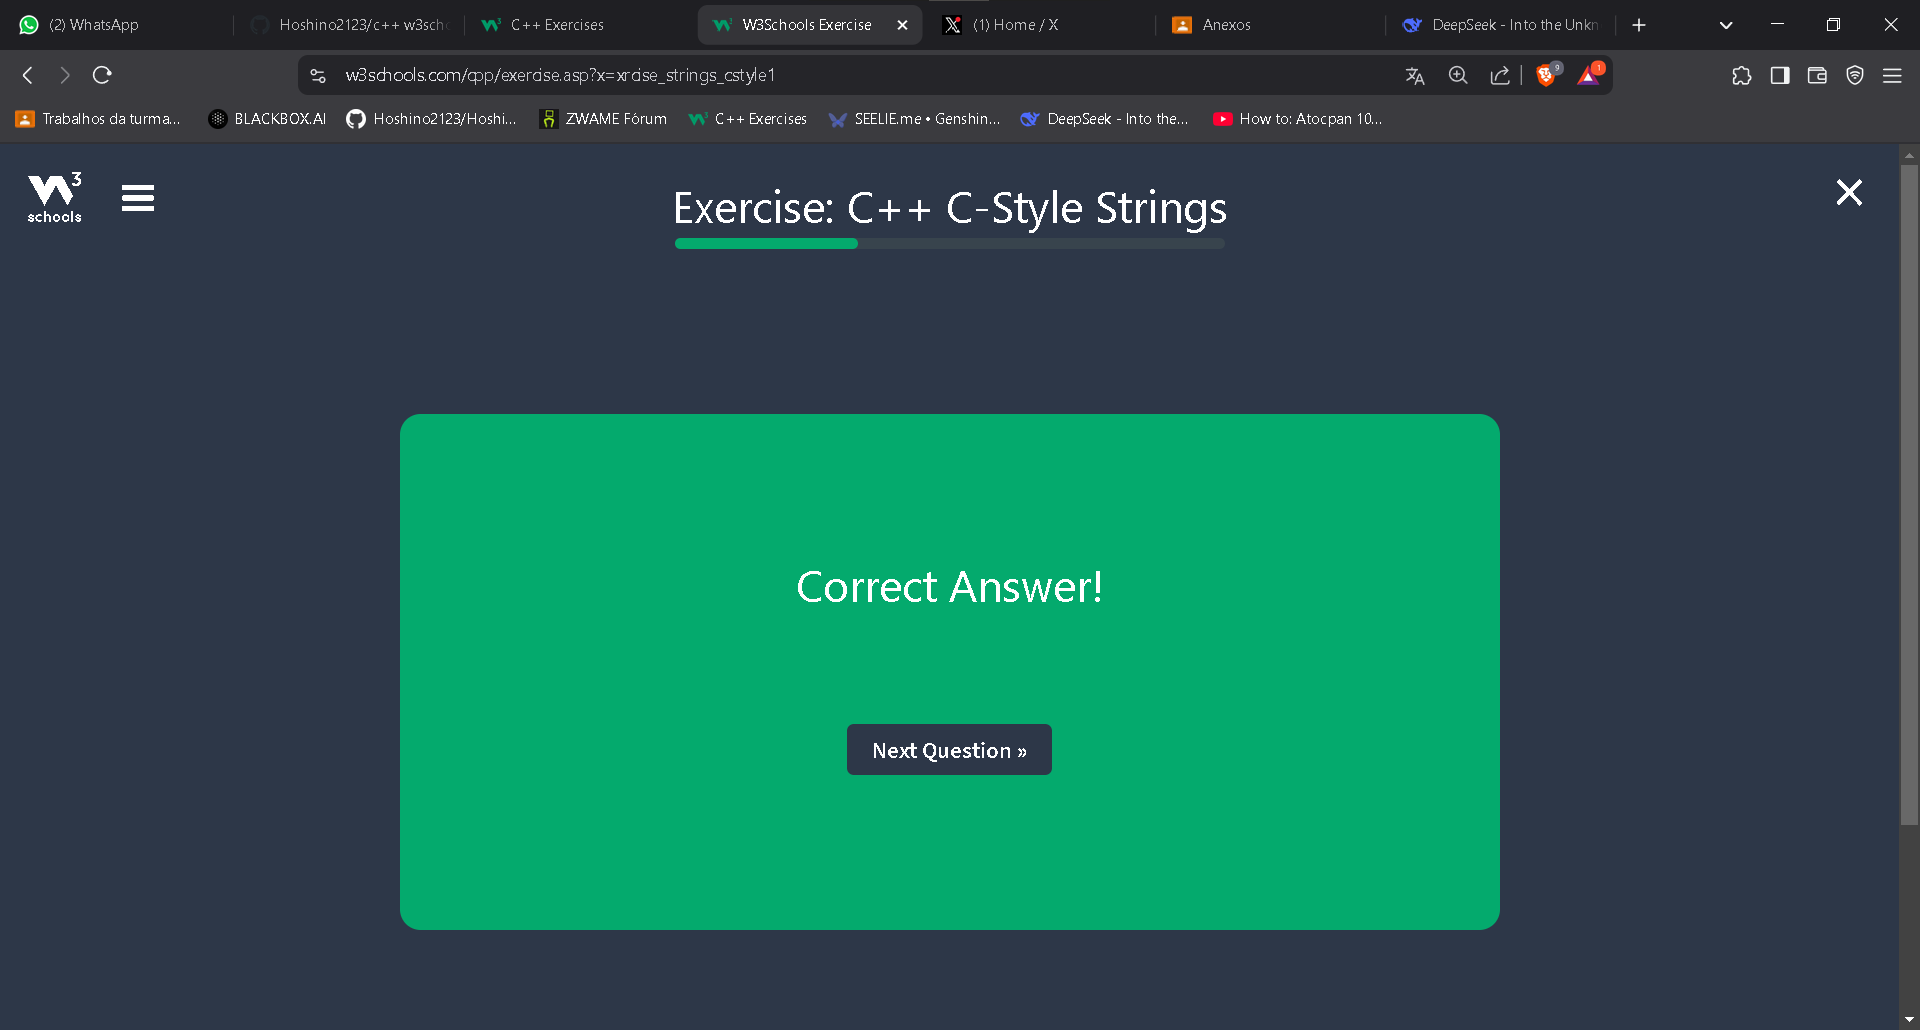 (2) WhatsApp
Hoshino2123/c++ w3scho
C++ Exercises
W3Schools Exercise
(1) Home / X
Anexos
DeepSeek - Into the Unkn
w3schools.com/cpp/exercise.asp?x=xrcise_strings_cstyle1
9
1
Trabalhos da turma...
BLACKBOX.AI
Hoshino2123/Hoshi...
ZWAME Fórum
C++ Exercises
SEELIE.me • Genshin...
DeepSeek - Into the...
How to: Atocpan 10...
W3
schools
Exercise: C++ C-Style Strings
Correct Answer!
Next Question »